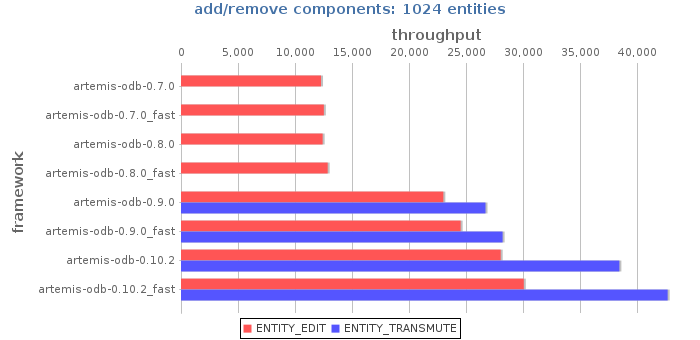 add/remove components: 1024 entities
throughput
0 5,000 10,000 15,000 20,000 25,000 30,000 35,000 40,000
framework
artemis-odb-0.7.0
artemis-odb-0.7.0_fast
artemis-odb-0.8.0
artemis-odb-0.8.0_fast
artemis-odb-0.9.0
artemis-odb-0.9.0_fast
artemis-odb-0.10.2
artemis-odb-0.10.2_fast
ENTITY_EDIT ENTITY_TRANSMUTE